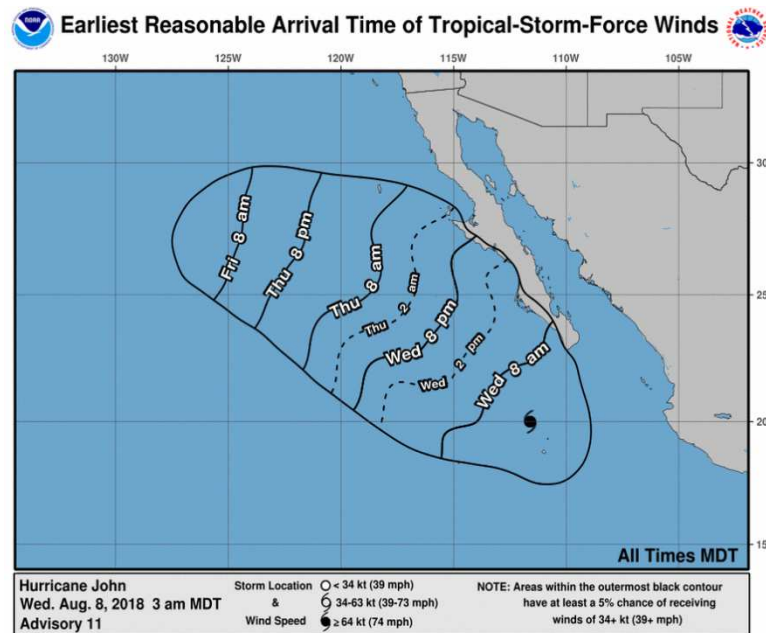 NOAA
Earliest Reasonable Arrival Time of Tropical-Storm-Force Winds
130W 125W 120W 115W 110W 105W
30
25
20
15
Fri 8 am
Thu 8 pm
Thu 8 am
Thu 2 am
Wed 8 pm
Wed 2 pm
Wed 8 am
All Times MDT
Hurricane John
Wed. Aug. 8, 2018 3 am MDT
Advisory 11
Storm Location
&
Wind Speed
< 34 kt (39 mph)
34-63 kt (39-73 mph)
≥ 64 kt (74 mph)
NOTE: Areas within the outermost black contour
have at least a 5% chance of receiving
winds of 34+ kt (39+ mph)